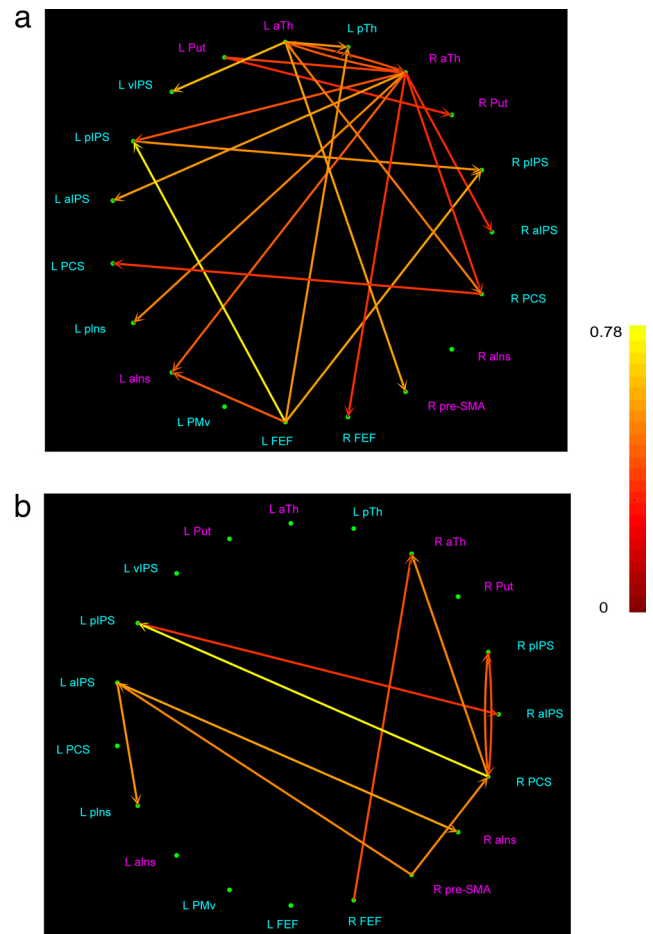 a
L aTh
L pTh
L Put
R aTh
L vIPS
R Put
L pIPS
R pIPS
L aIPS
R aIPS
L PCS
R PCS
L pIns
R aIns
L aIns
R pre-SMA
L PMv
L FEF
R FEF
0.78
0
b
L aTh
L pTh
L Put
R aTh
L vIPS
R Put
L pIPS
R pIPS
L aIPS
R aIPS
L PCS
R PCS
L pIns
R aIns
L aIns
R pre-SMA
L PMv
L FEF
R FEF